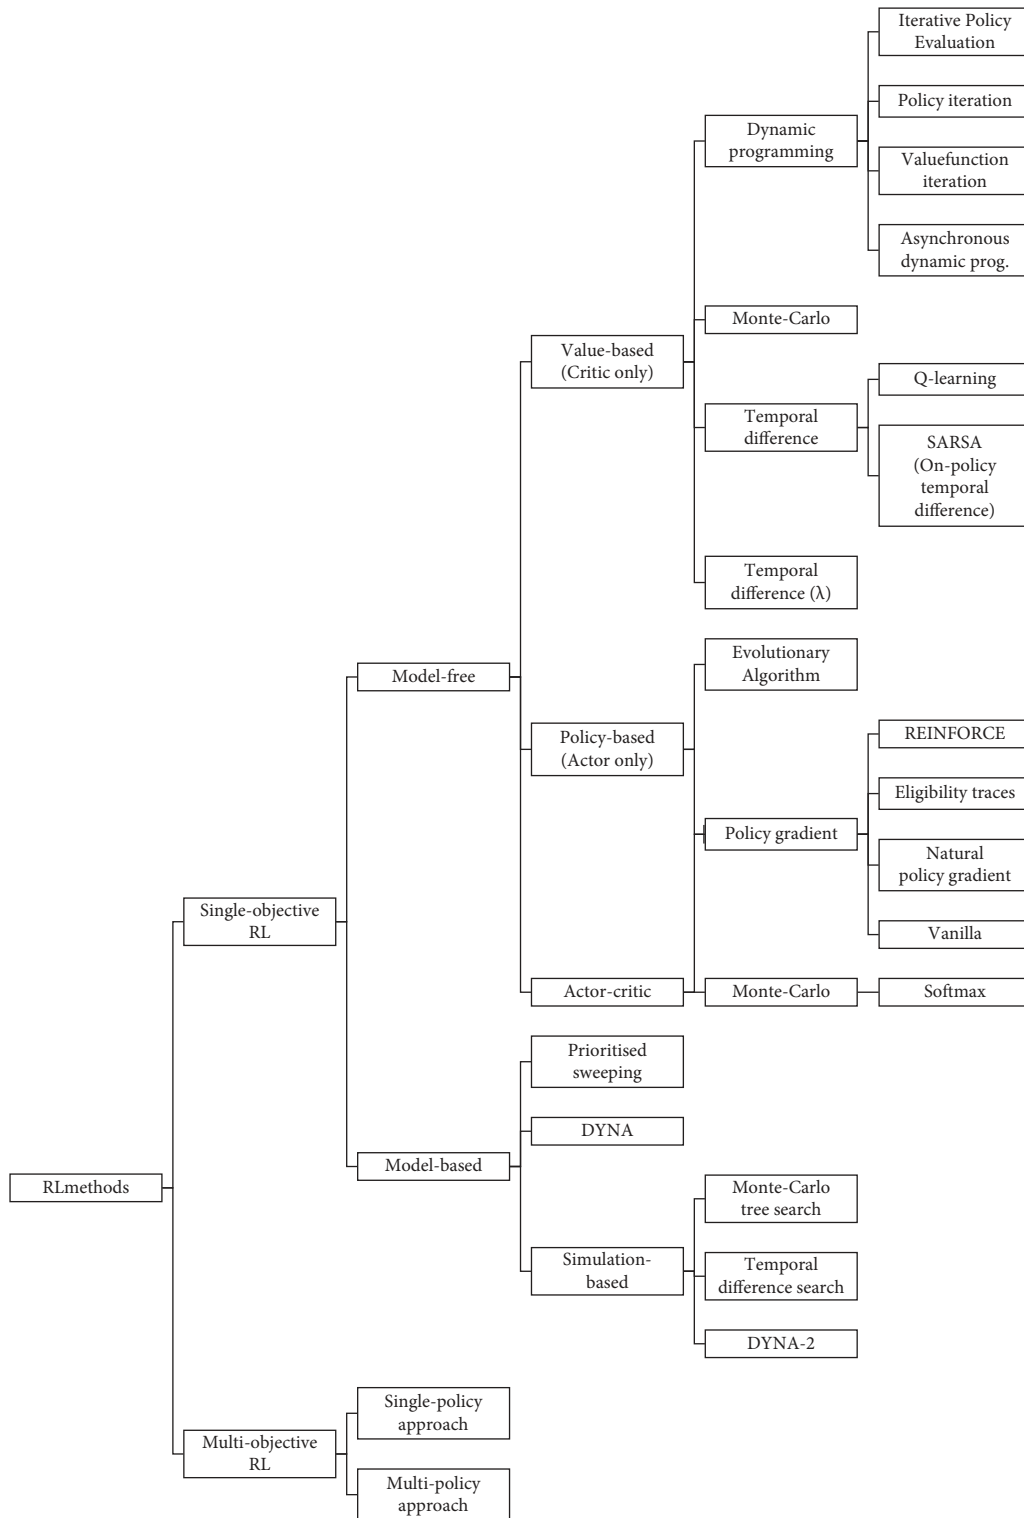 Iterative Policy
Evaluation
Policy iteration
Dynamic
programming
Valuefunction
iteration
Asynchronous
dynamic prog.
Monte-Carlo
Value-based
(Critic only)
Q-learning
Temporal
difference
SARSA
(On-policy
temporal
difference)
Temporal
difference (λ)
Evolutionary
Algorithm
Model-free
Policy-based
(Actor only)
REINFORCE
Eligibility traces
Policy gradient
Natural
policy gradient
Vanilla
Single-objective
RL
Actor-critic
Monte-Carlo
Softmax
Prioritised
sweeping
DYNA
Model-based
RLmethods
Monte-Carlo
tree search
Simulation-
based
Temporal
difference search
DYNA-2
Single-policy
approach
Multi-objective
RL
Multi-policy
approach